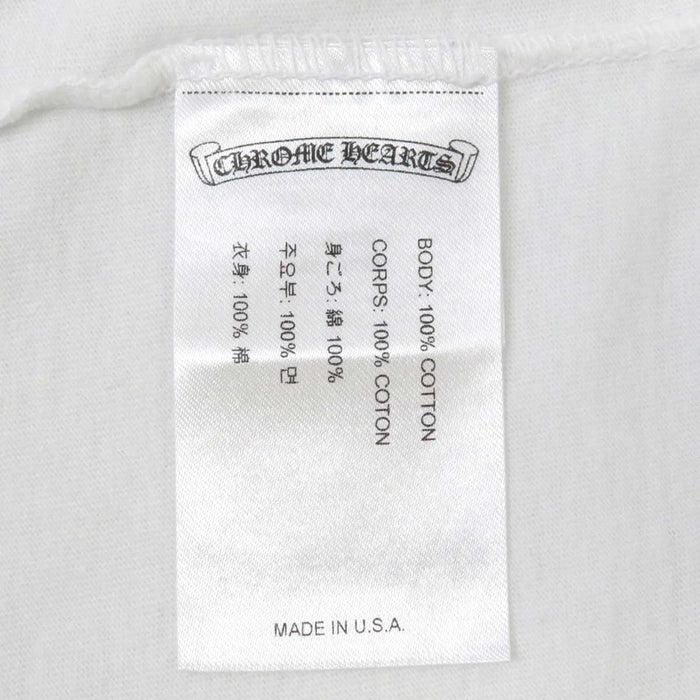 CHROME HEARTS
BODY: 100% COTTON
CORPS: 100% COTON
身ごろ: 綿 100%
주요부: 100% 면
衣身: 100% 棉
MADE IN U.S.A.